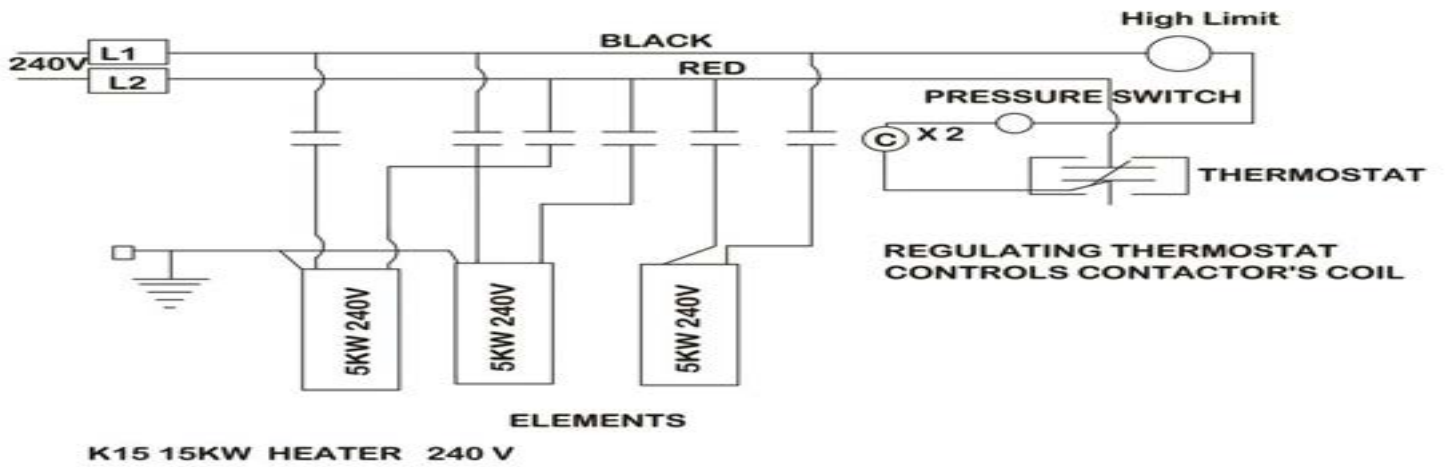 High Limit
L1
BLACK
240V
L2
RED
PRESSURE SWITCH
C X 2
THERMOSTAT
REGULATING THERMOSTAT
CONTROLS CONTACTOR'S COIL
5KW 240V
5KW 240V
5KW 240V
ELEMENTS
K15 15KW HEATER 240 V